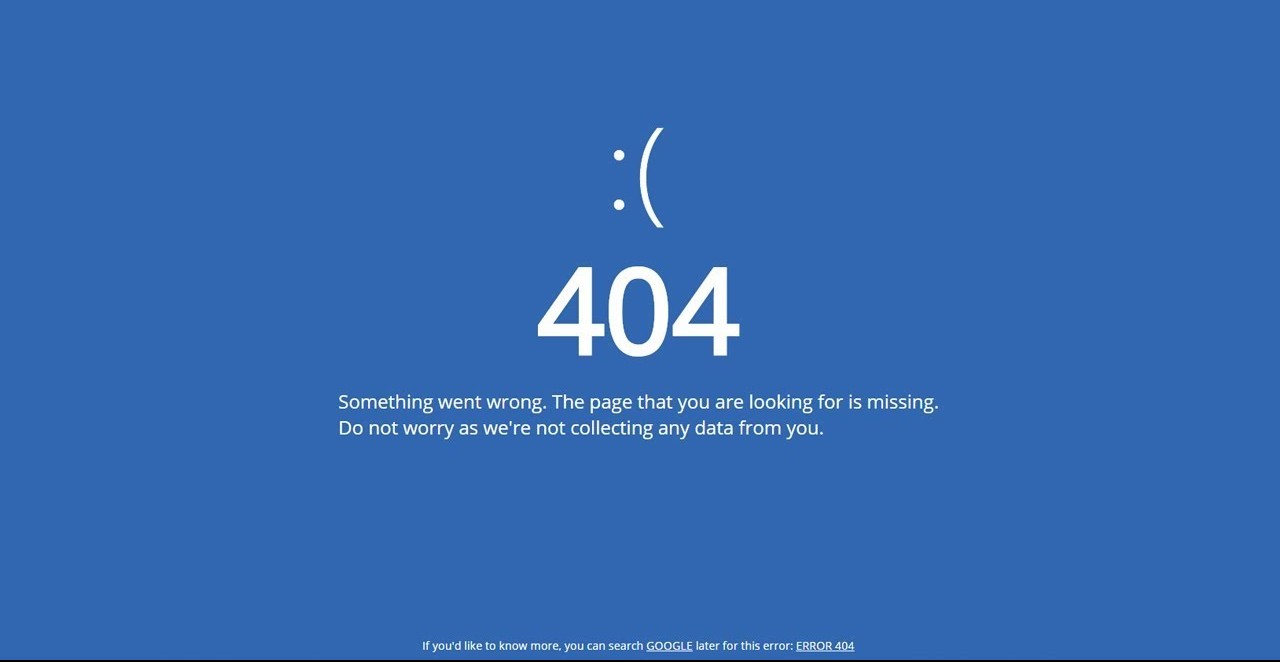 :(
404
Something went wrong. The page that you are looking for is missing.
Do not worry as we're not collecting any data from you.
If you'd like to know more, you can search GOOGLE later for this error: ERROR 404